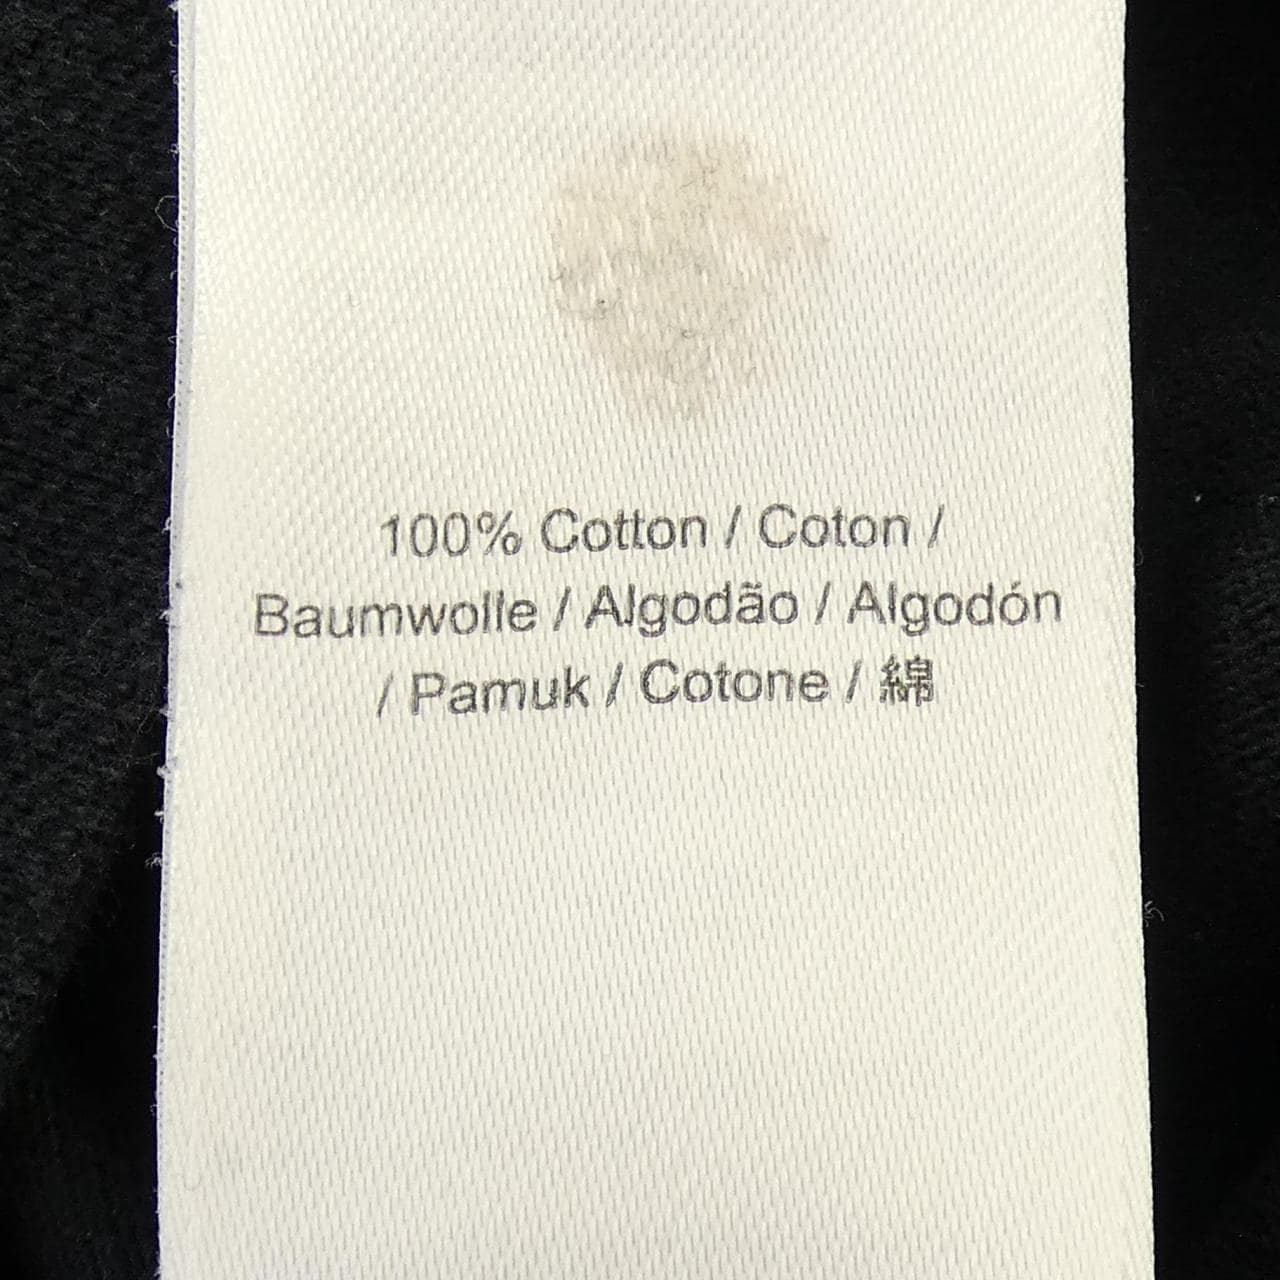 100% Cotton / Coton /
Baumwolle / Algodão / Algodón
/ Pamuk / Cotone / 綿